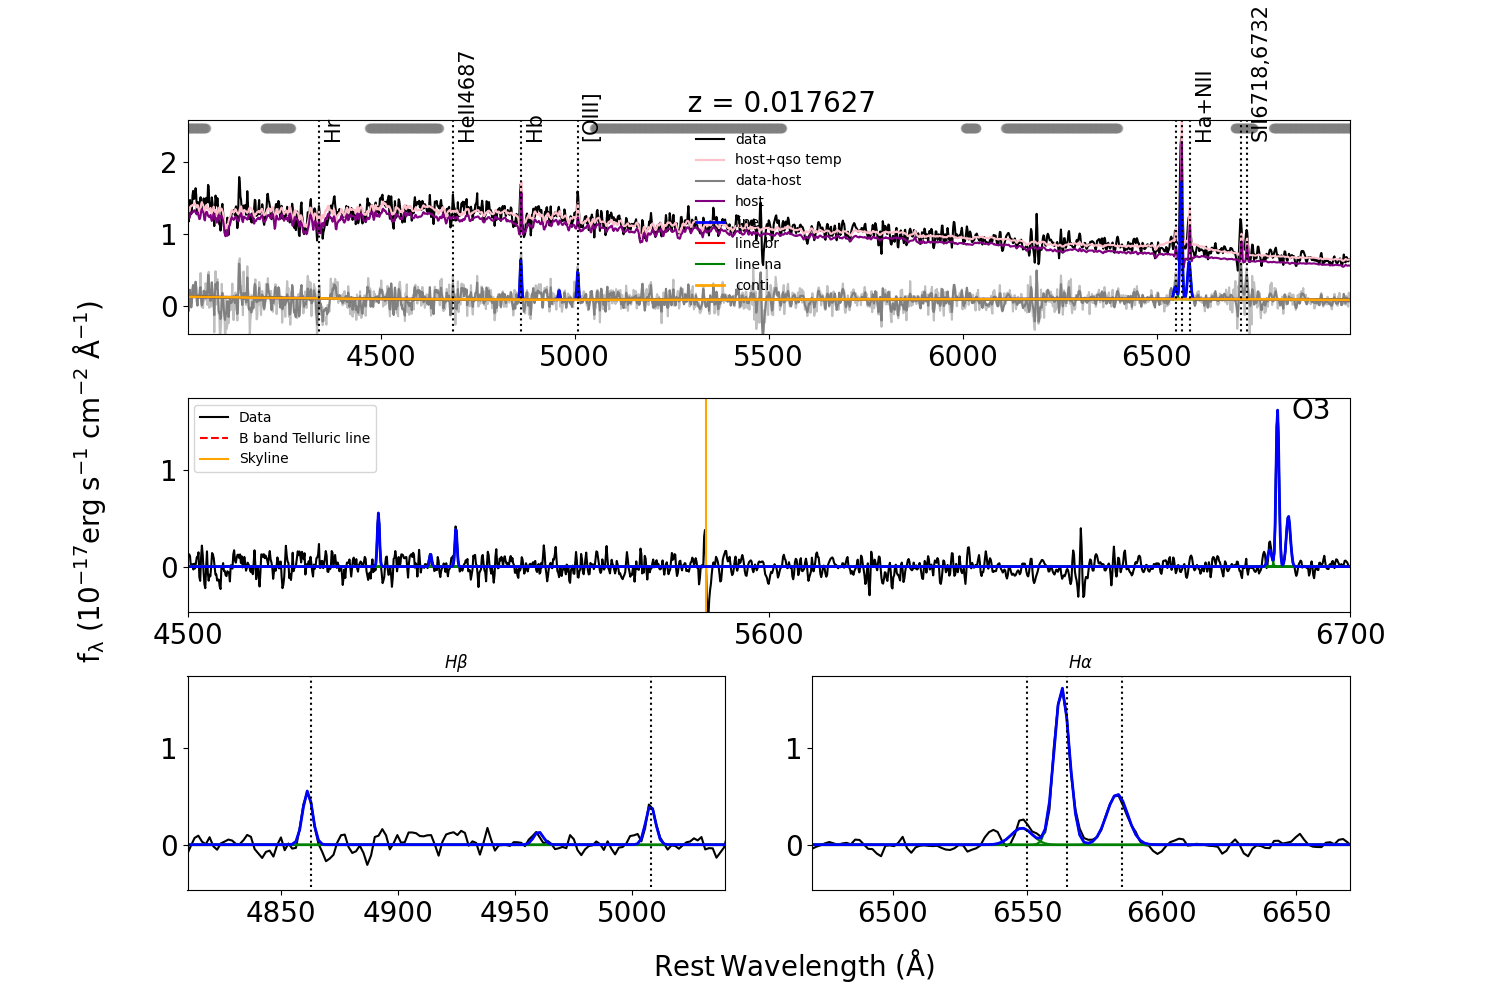 z = 0.017627
Hr
HeII4687
Hb
[OIII]
Ha+NII
SII6718,6732
data
host+qso temp
data-host
host
line
line br
line na
conti
2
1
0
4500
5000
5500
6000
6500
Data
B band Telluric line
Skyline
O3
1
0
4500
5600
6700
fλ (10⁻¹⁷erg s⁻¹ cm⁻² Å⁻¹)
Hβ
1
0
4850
4900
4950
5000
Hα
1
0
6500
6550
6600
6650
Rest Wavelength (Å)